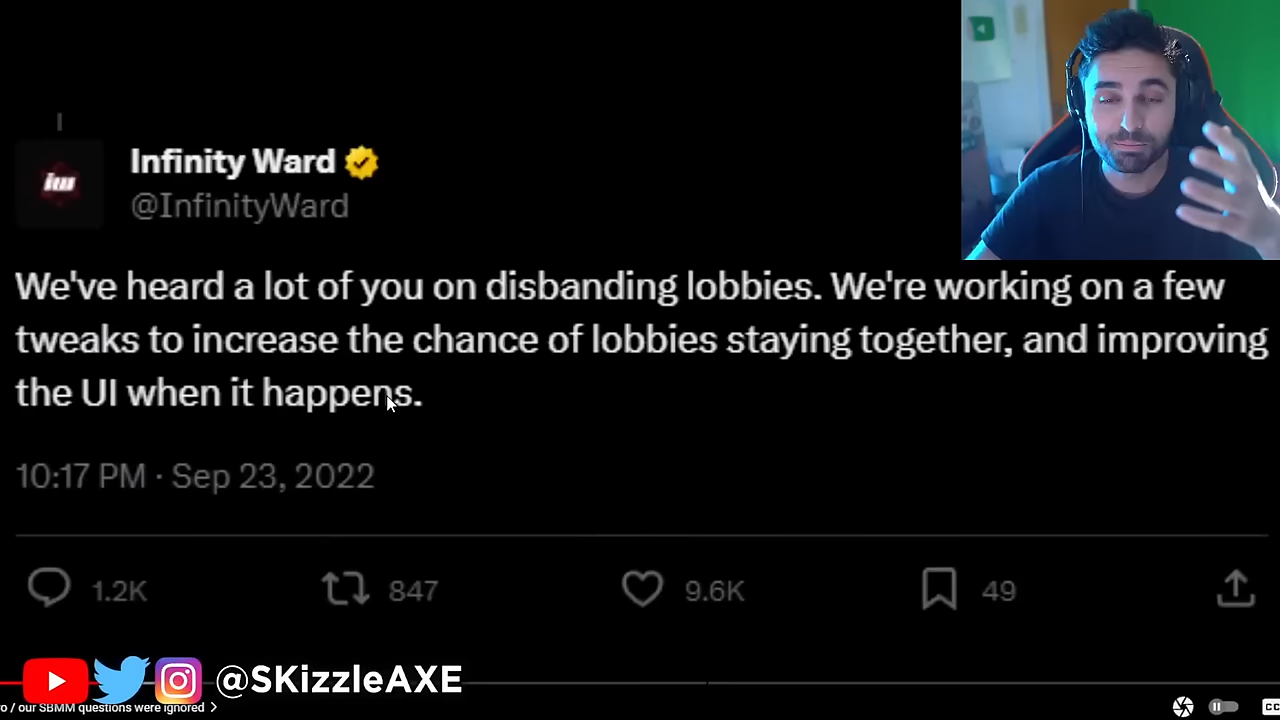 iw
Infinity Ward
@InfinityWard
We've heard a lot of you on disbanding lobbies. We're working on a few
tweaks to increase the chance of lobbies staying together, and improving
the UI when it happens.
10:17 PM · Sep 23, 2022
1.2K 847 9.6K 49
@SKizzleAXE
o / our SBMM questions were ignored >
CC